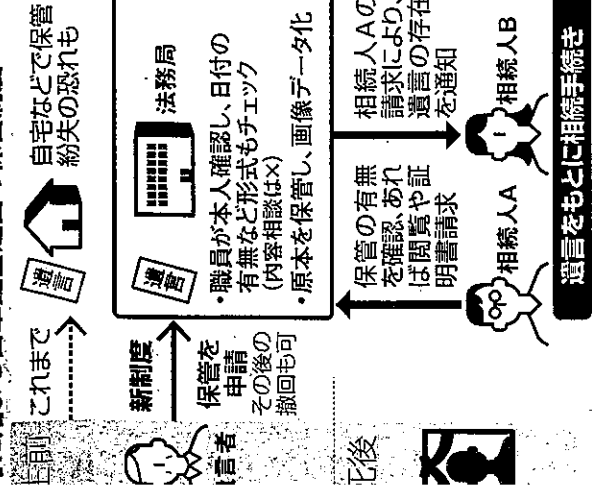 これまで
遺言
自宅などで保管
紛失の恐れも
新制度
保管を
申請
その後の
撤回も可
遺言
法務局
・職員が本人確認し、日付の
有無など形式もチェック
(内容相談は×)
・原本を保管し、画像データ化
保管の有無
を確認、あれ
ば閲覧や証
明書請求
相続人A
相続人Aの
請求により、
遺言の存在
を通知
相続人B
遺言をもとに相続手続き